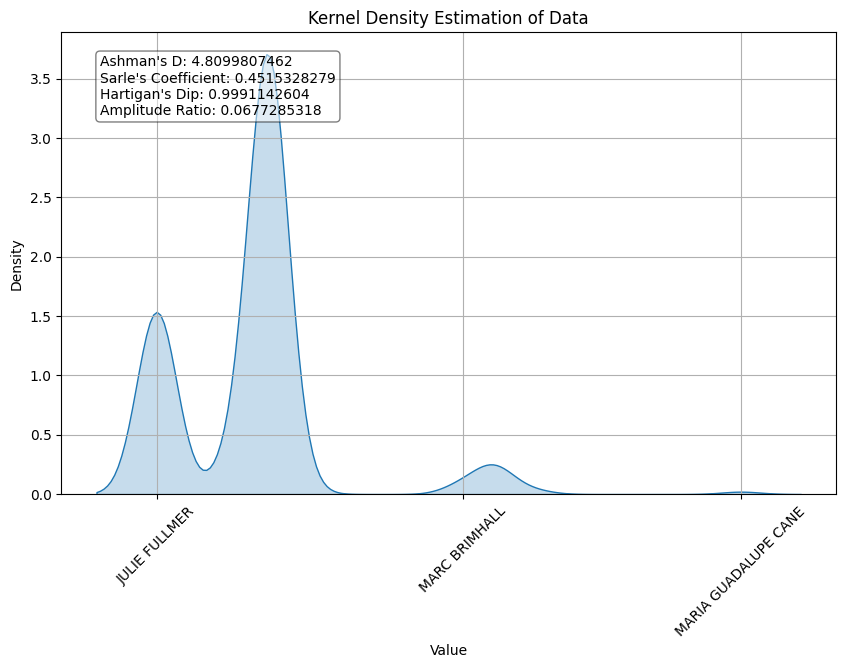 Kernel Density Estimation of Data
Ashman's D: 4.8099807462
Sarle's Coefficient: 0.4515328279
Hartigan's Dip: 0.9991142604
Amplitude Ratio: 0.0677285318
3.5
3.0
2.5
2.0
1.5
1.0
0.5
0.0
Density
JULIE FULLMER
MARC BRIMHALL
MARIA GUADALUPE CANE
Value